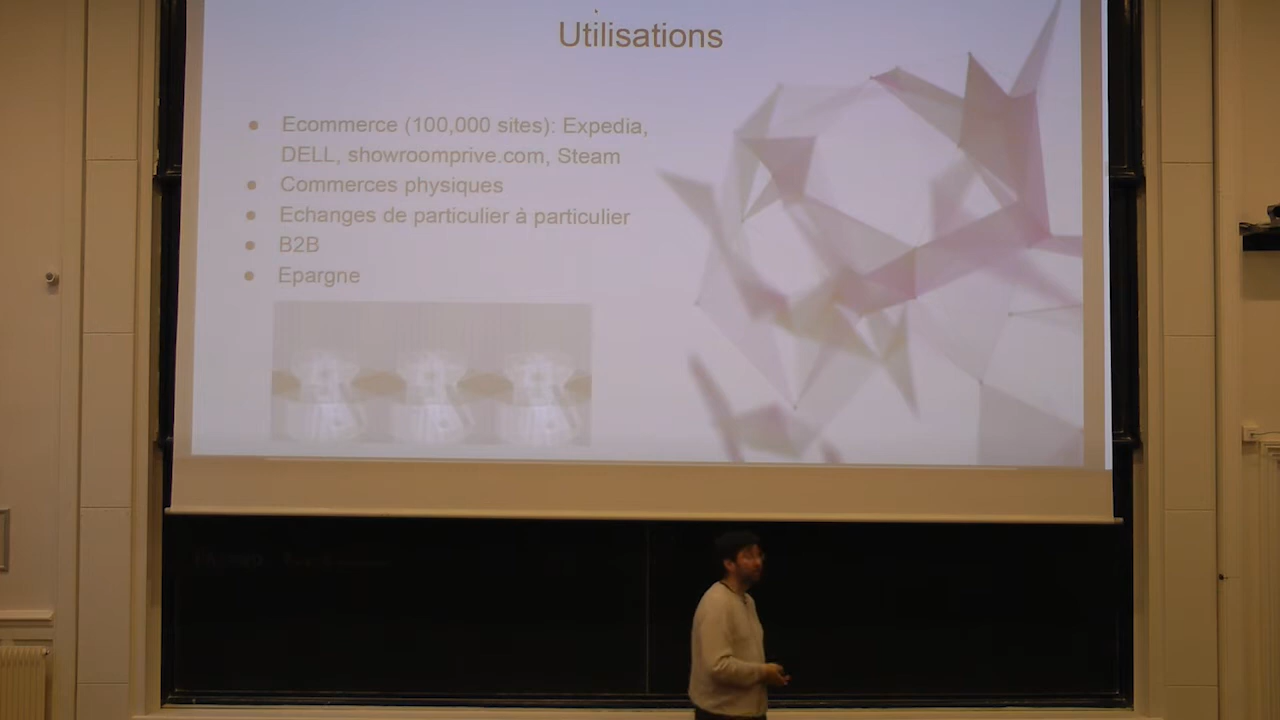 Utilisations
Ecommerce (100,000 sites): Expedia,
DELL, showroomprive.com, Steam
Commerces physiques
Echanges de particulier à particulier
B2B
Epargne